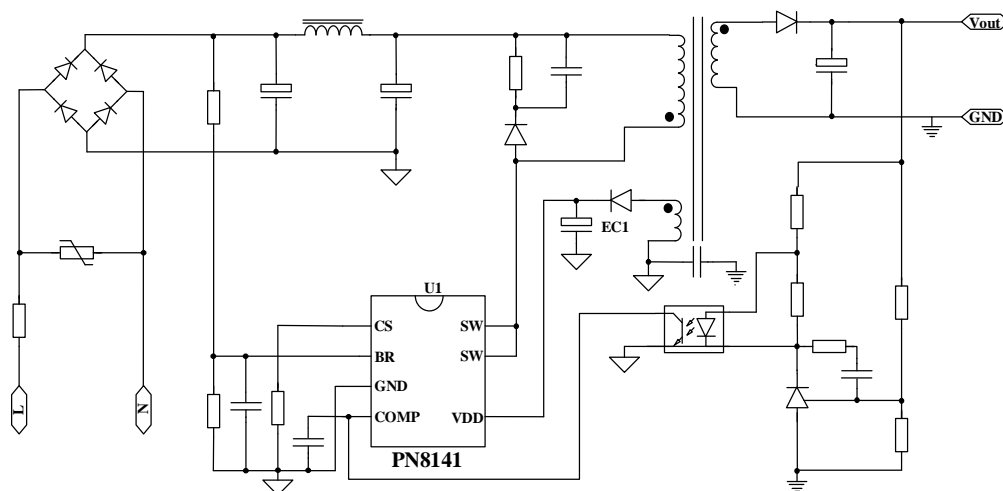 Vout
GND
EC1
U1
CS
SW
BR
SW
GND
COMP
VDD
PN8141
L
N